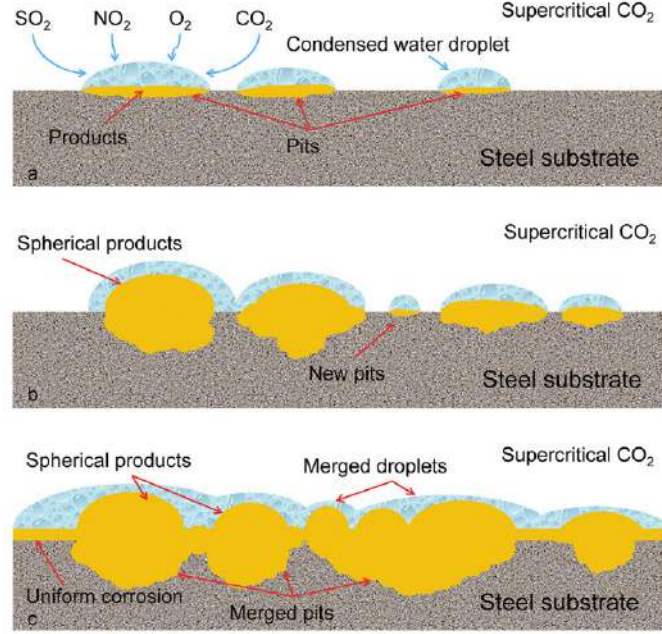 SO₂ NO₂ O₂ CO₂ Supercritical CO₂
Condensed water droplet
Products
Pits
Steel substrate
a
Supercritical CO₂
Spherical products
New pits
Steel substrate
b
Supercritical CO₂
Spherical products
Merged droplets
Uniform corrosion
Merged pits
Steel substrate
c